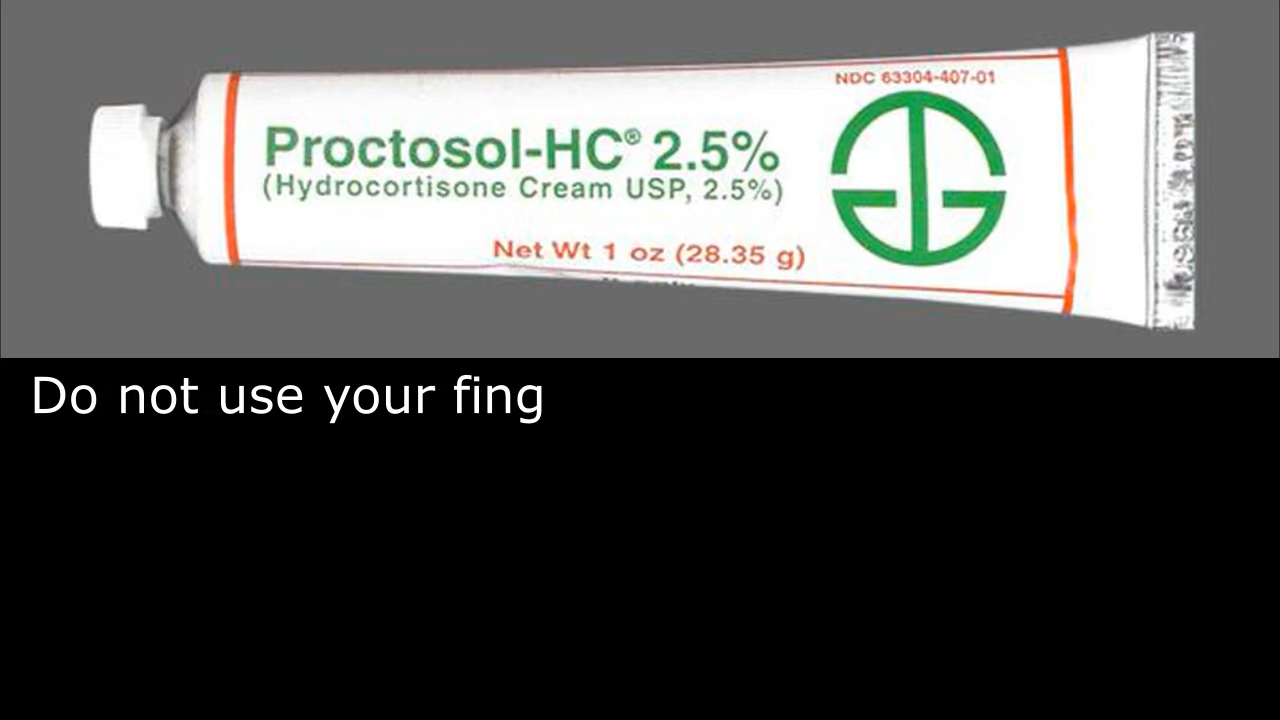 NDC 63304-407-01
Proctosol-HC® 2.5%
(Hydrocortisone Cream USP, 2.5%)
Net Wt 1 oz (28.35 g)
Do not use your fing